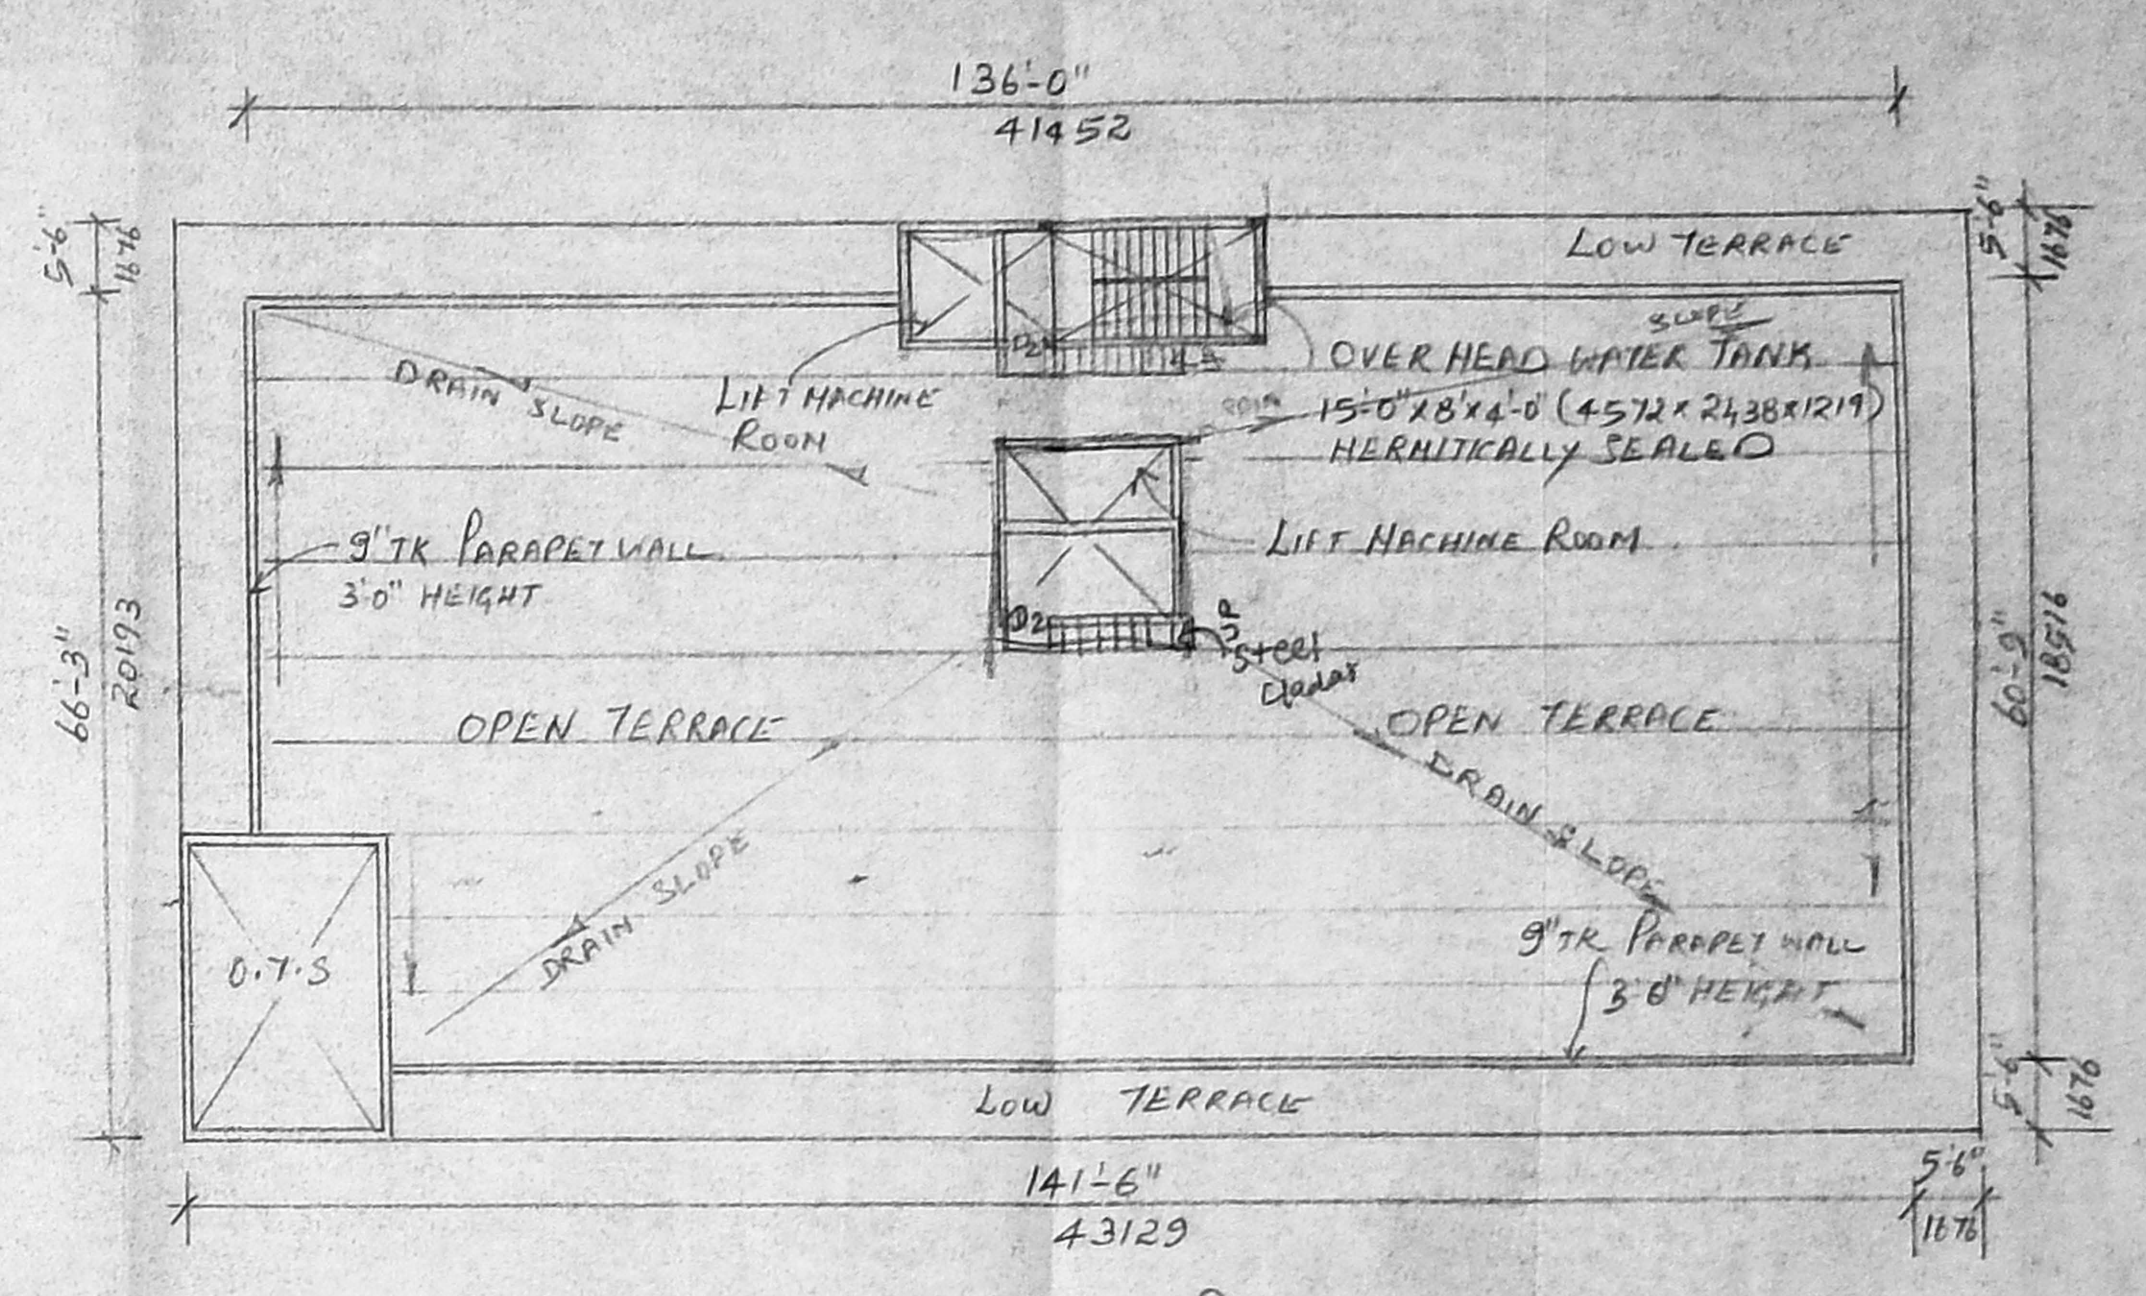 136'-0"
41452
5'-6"
1676
5'-6"
1676
LOW TERRACE
SLOPE
D2
OVER HEAD WATER TANK
15'-0"X8'X4'-0" (4572X2438X1219)
HERMITICALLY SEALED
DRAIN SLOPE
LIFT MACHINE
ROOM
9"TK PARAPET WALL
3'0" HEIGHT
LIFT MACHINE ROOM
D2
UP
Steel
Ladar
66'-3"
20193
60'-9"
18516
OPEN TERRACE
OPEN TERRACE
DRAIN SLOPE
DRAIN SLOPE
O.T.S
9"TK PARAPET WALL
3'0" HEIGHT
LOW TERRACE
5'-6"
1676
141'-6"
43129
5'6"
1676